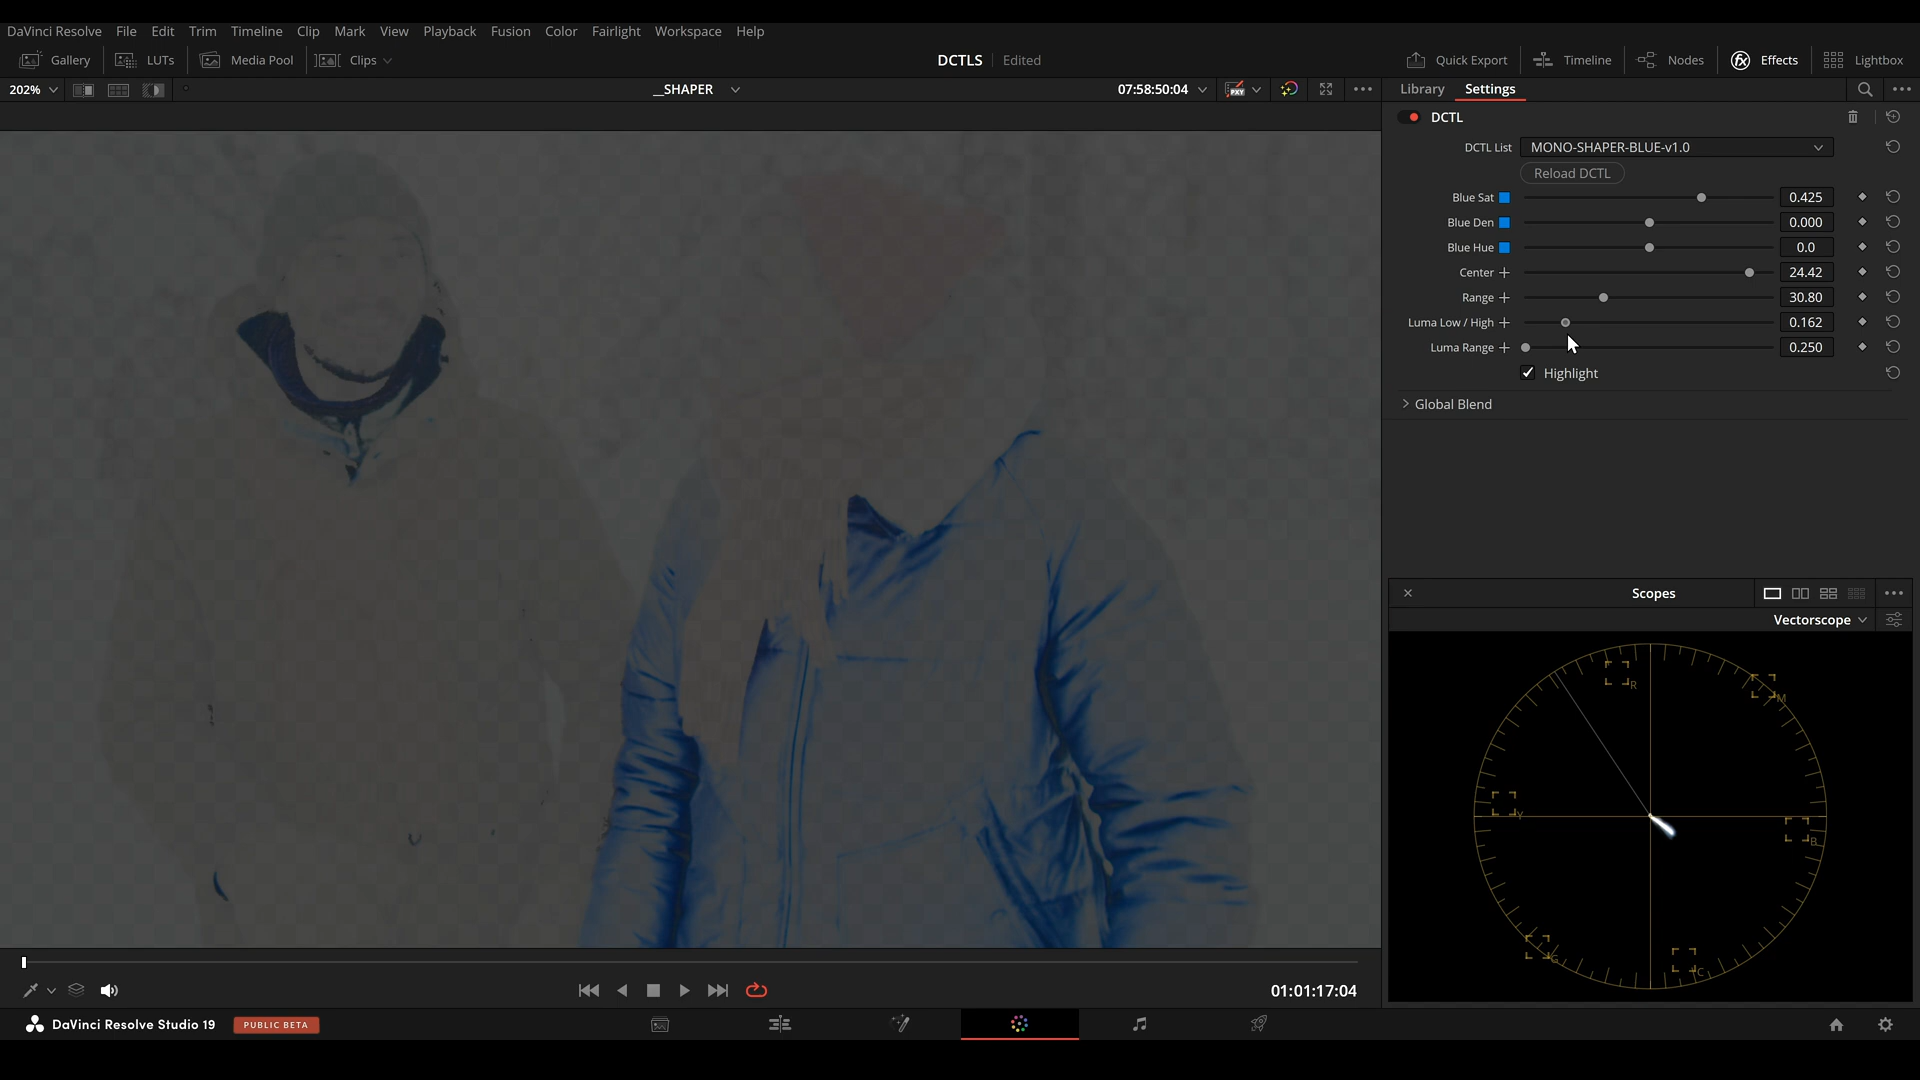 DaVinci Resolve File Edit Trim Timeline Clip Mark View Playback Fusion Color Fairlight Workspace Help
Gallery LUTs Media Pool Clips DCTLS Edited Quick Export Timeline Nodes Effects Lightbox
202% __SHAPER 07:58:50:04 PXY Library Settings
DCTL
DCTL List MONO-SHAPER-BLUE-v1.0
Reload DCTL
Blue Sat 0.425
Blue Den 0.000
Blue Hue 0.0
Center 24.42
Range 30.80
Luma Low / High 0.162
Luma Range 0.250
Highlight
Global Blend
Scopes
Vectorscope
R
M
Y
B
G
C
01:01:17:04
DaVinci Resolve Studio 19 PUBLIC BETA